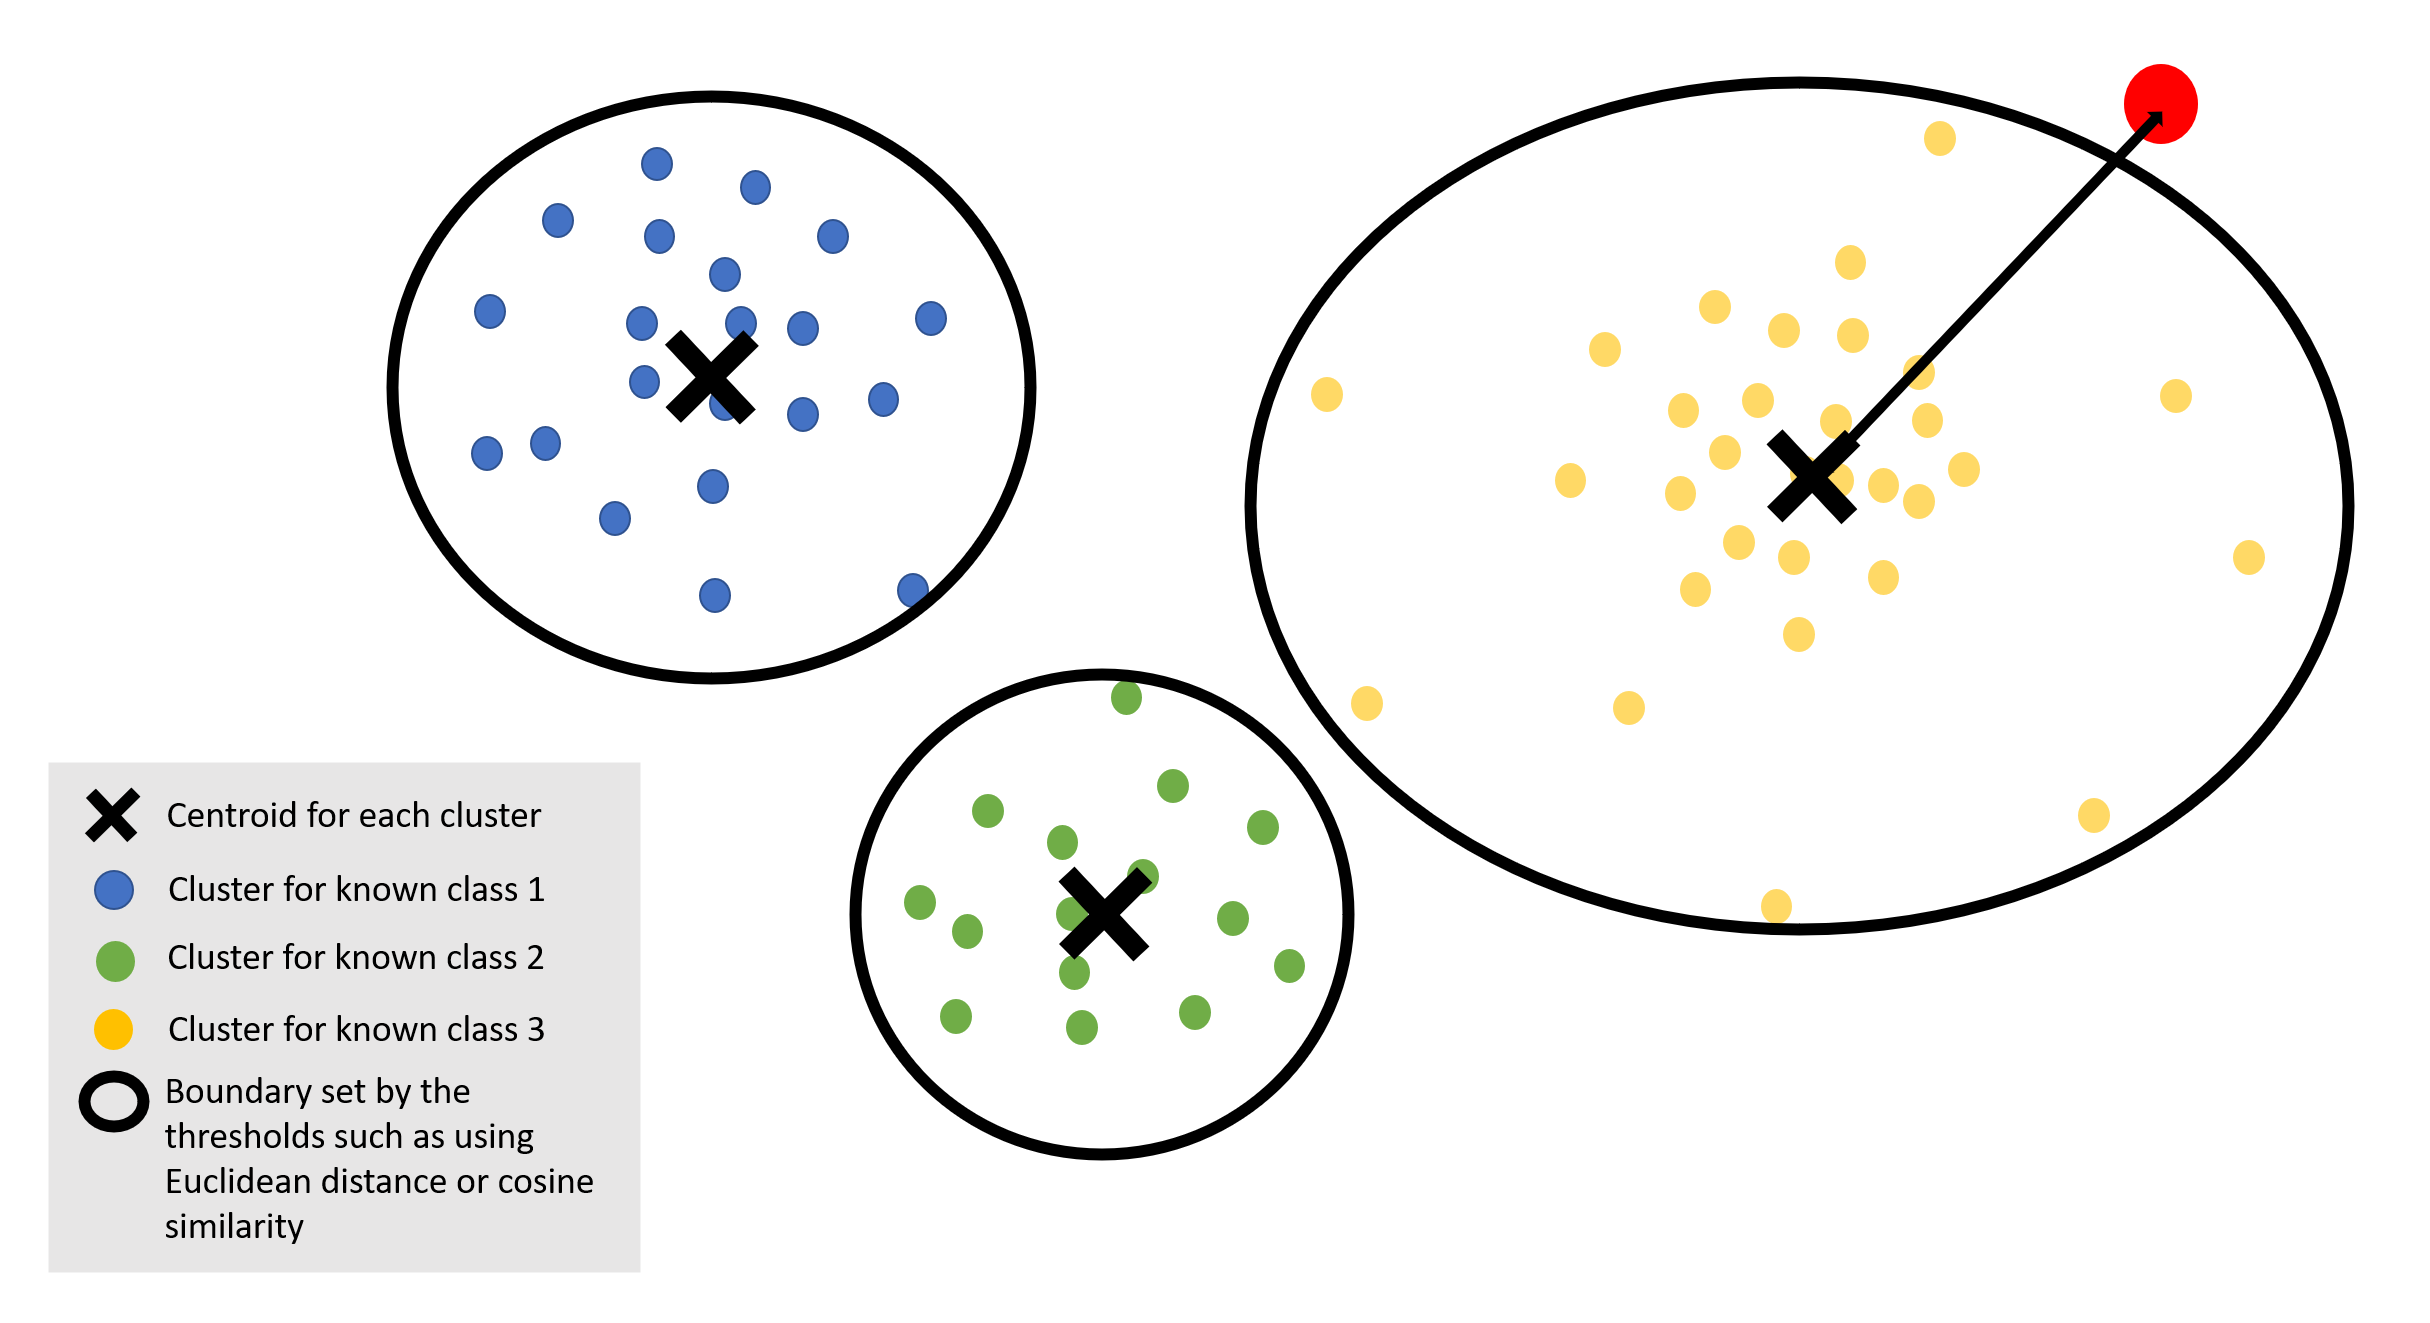 Centroid for each cluster
Cluster for known class 1
Cluster for known class 2
Cluster for known class 3
Boundary set by the
thresholds such as using
Euclidean distance or cosine
similarity